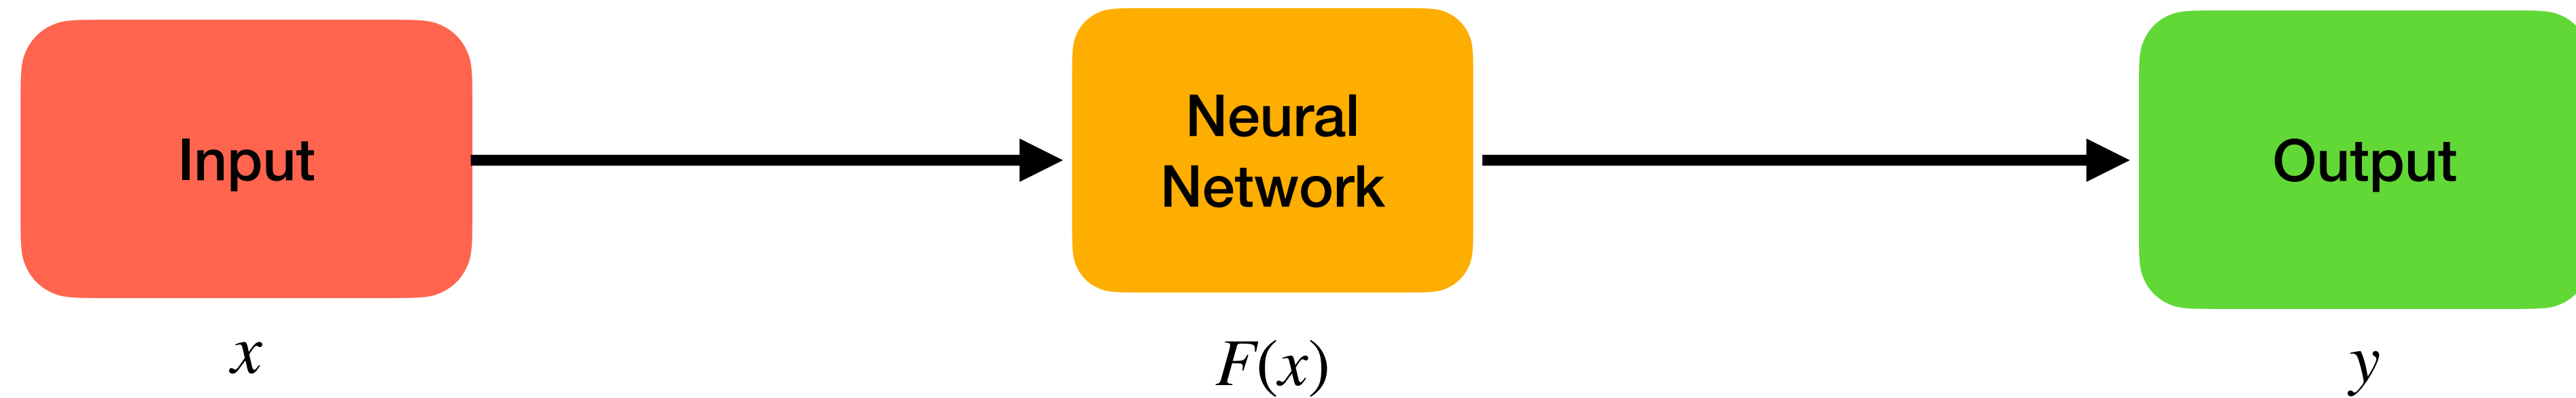 Input
Neural
Network
Output
x
F(x)
y